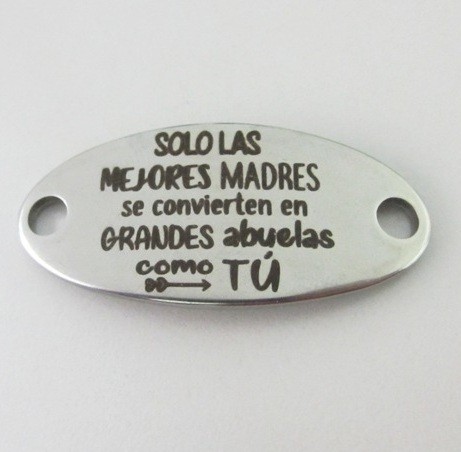 SOLO LAS
MEJORES MADRES
se convierten en
GRANDES abuelas
como TÚ